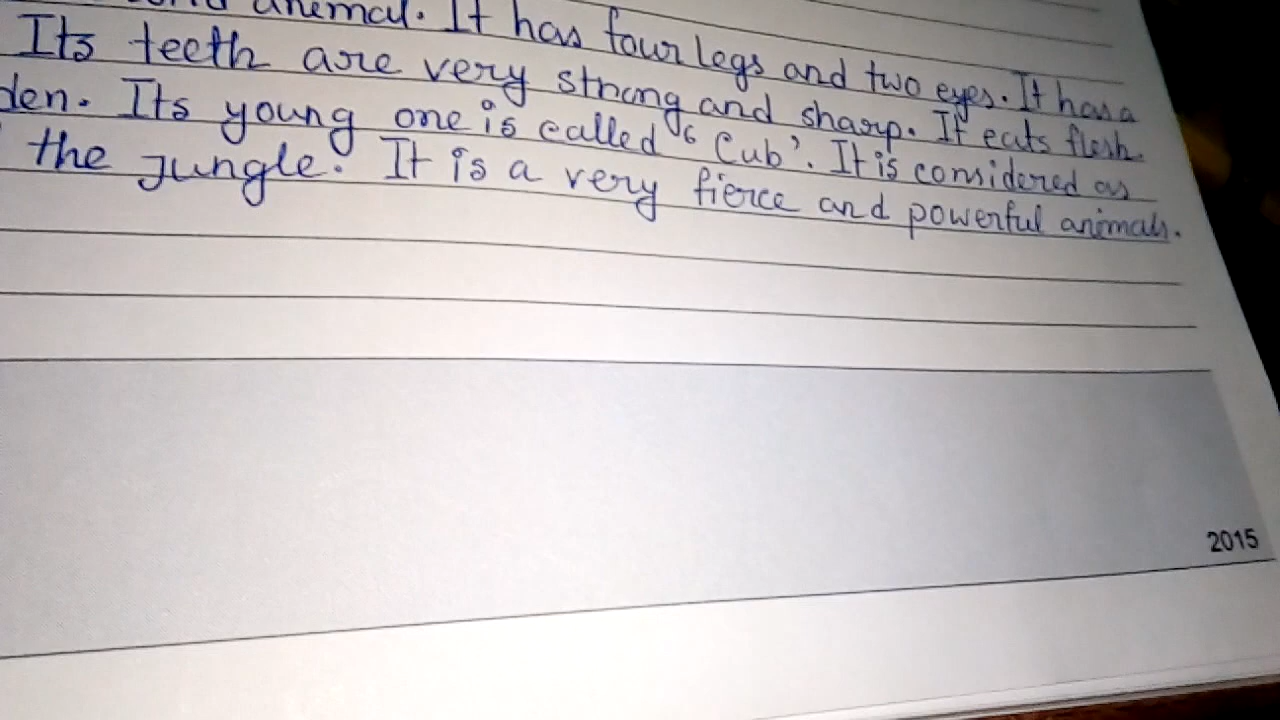 animal. It has four legs and two eyes. It has a
Its teeth are very strong and sharp. It eats flesh.
den. Its young one is called 'Cub'. It is considered as
the jungle. It is a very fierce and powerful animals.
2015